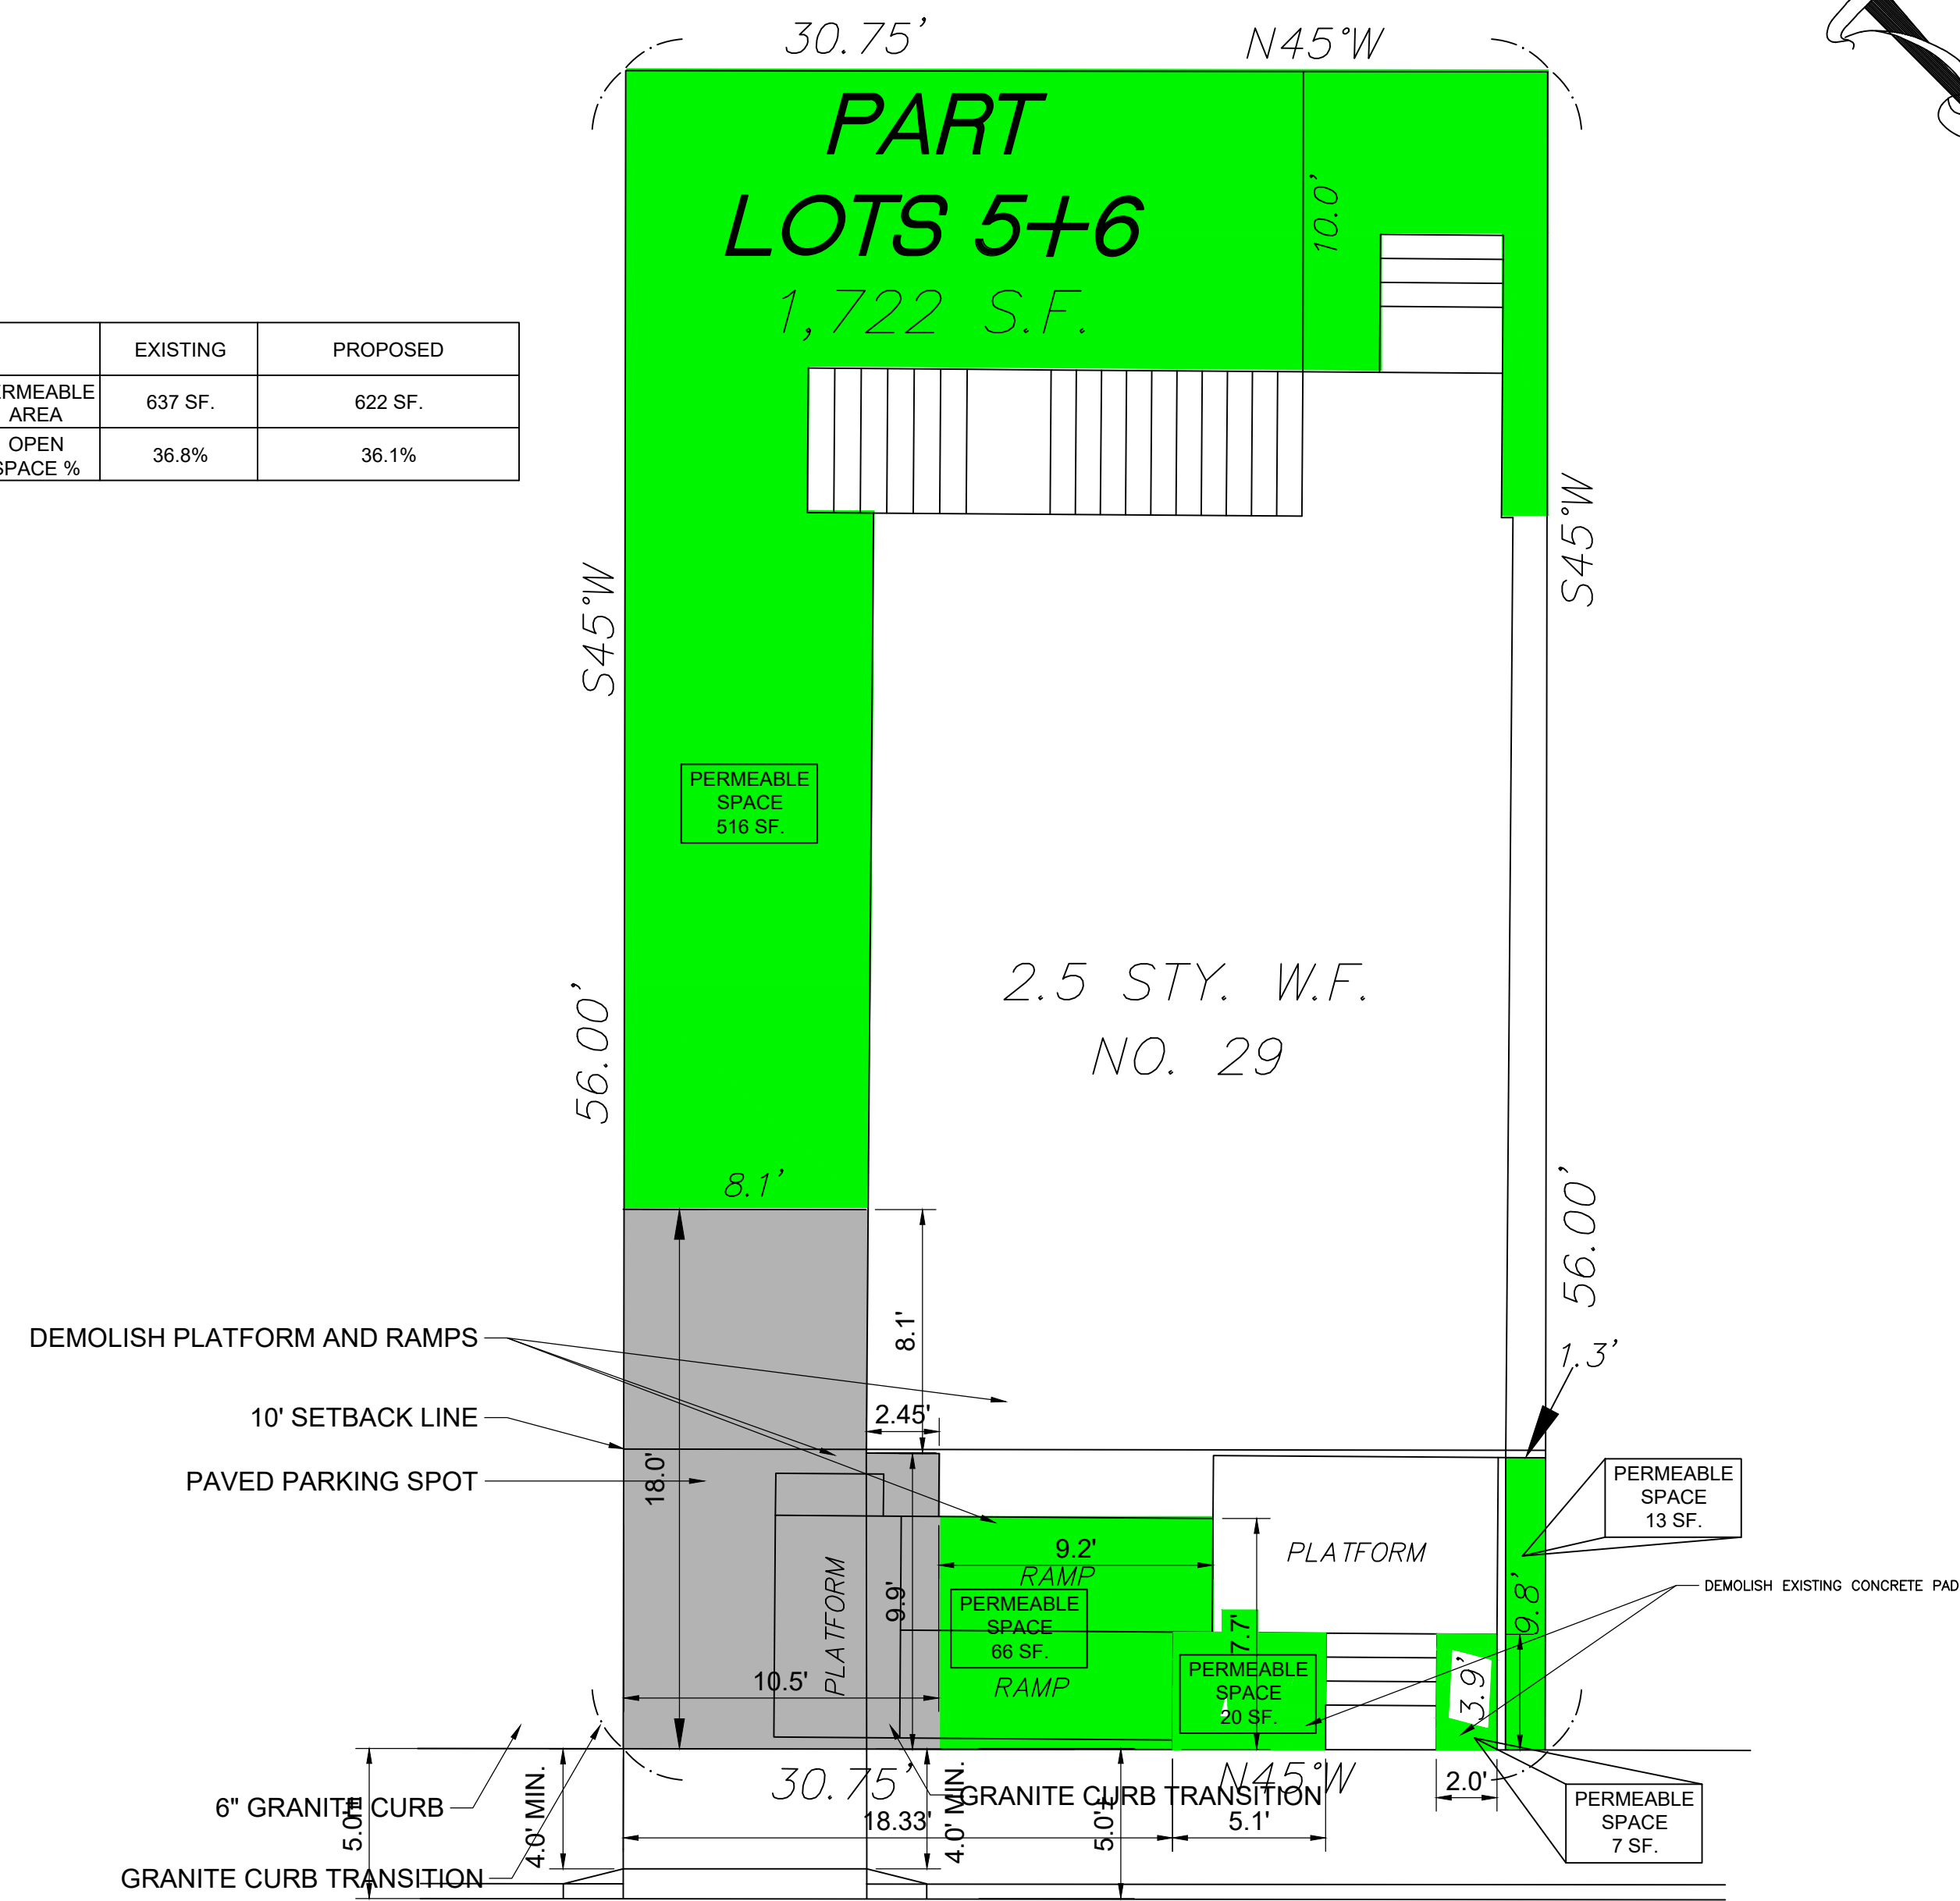 30.75'
N45°W
PART
LOTS 5+6
1,722 S.F.
10.0'
EXISTING
PROPOSED
ERMEABLE
AREA
637 SF.
622 SF.
OPEN
SPACE %
36.8%
36.1%
S45°W
S45°W
PERMEABLE
SPACE
516 SF.
2.5 STY. W.F.
NO. 29
56.00'
56.00'
8.1'
8.1'
DEMOLISH PLATFORM AND RAMPS
10' SETBACK LINE
PAVED PARKING SPOT
18.0'
2.45'
1.3'
PERMEABLE
SPACE
13 SF.
PLATFORM
PLATFORM
9.2'
RAMP
9.9'
PERMEABLE
SPACE
66 SF.
RAMP
7.7'
DEMOLISH EXISTING CONCRETE PAD
9.8'
3.9'
10.5'
PERMEABLE
SPACE
20 SF.
30.75'
N45°W
2.0'
PERMEABLE
SPACE
7 SF.
6" GRANITE CURB
GRANITE CURB TRANSITION
GRANITE CURB TRANSITION
5.0'±
4.0' MIN.
4.0' MIN.
5.0'±
18.33'
5.1'